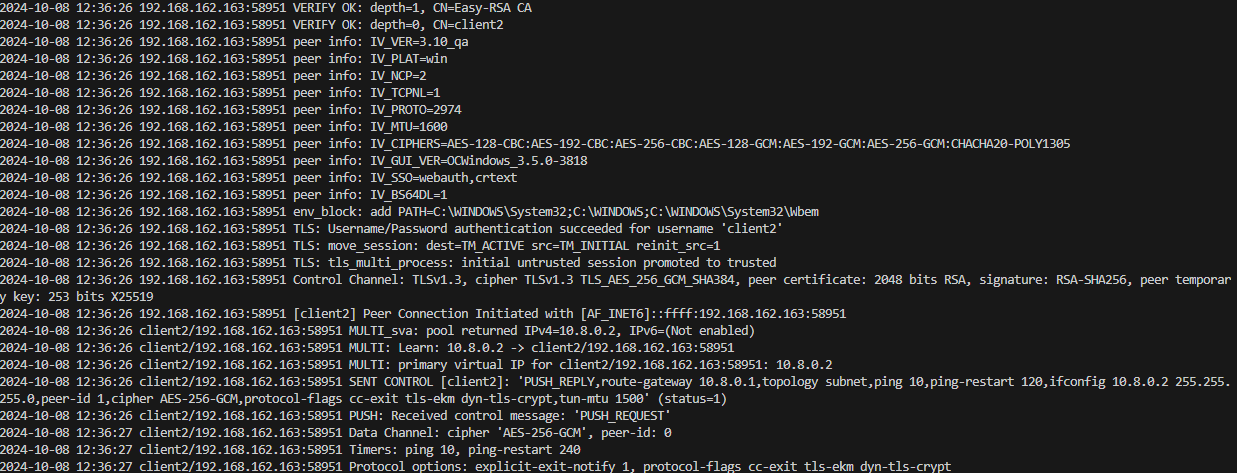 2024-10-08 12:36:26 192.168.162.163:58951 VERIFY OK: depth=1, CN=Easy-RSA CA
2024-10-08 12:36:26 192.168.162.163:58951 VERIFY OK: depth=0, CN=client2
2024-10-08 12:36:26 192.168.162.163:58951 peer info: IV_VER=3.10_qa
2024-10-08 12:36:26 192.168.162.163:58951 peer info: IV_PLAT=win
2024-10-08 12:36:26 192.168.162.163:58951 peer info: IV_NCP=2
2024-10-08 12:36:26 192.168.162.163:58951 peer info: IV_TCPNL=1
2024-10-08 12:36:26 192.168.162.163:58951 peer info: IV_PROTO=2974
2024-10-08 12:36:26 192.168.162.163:58951 peer info: IV_MTU=1600
2024-10-08 12:36:26 192.168.162.163:58951 peer info: IV_CIPHERS=AES-128-CBC:AES-192-CBC:AES-256-CBC:AES-128-GCM:AES-192-GCM:AES-256-GCM:CHACHA20-POLY1305
2024-10-08 12:36:26 192.168.162.163:58951 peer info: IV_GUI_VER=OCWindows_3.5.0-3818
2024-10-08 12:36:26 192.168.162.163:58951 peer info: IV_SSO=webauth,crtext
2024-10-08 12:36:26 192.168.162.163:58951 peer info: IV_BS64DL=1
2024-10-08 12:36:26 192.168.162.163:58951 env_block: add PATH=C:\WINDOWS\System32;C:\WINDOWS;C:\WINDOWS\System32\Wbem
2024-10-08 12:36:26 192.168.162.163:58951 TLS: Username/Password authentication succeeded for username 'client2'
2024-10-08 12:36:26 192.168.162.163:58951 TLS: move_session: dest=TM_ACTIVE src=TM_INITIAL reinit_src=1
2024-10-08 12:36:26 192.168.162.163:58951 TLS: tls_multi_process: initial untrusted session promoted to trusted
2024-10-08 12:36:26 192.168.162.163:58951 Control Channel: TLSv1.3, cipher TLSv1.3 TLS_AES_256_GCM_SHA384, peer certificate: 2048 bits RSA, signature: RSA-SHA256, peer temporar
y key: 253 bits X25519
2024-10-08 12:36:26 192.168.162.163:58951 [client2] Peer Connection Initiated with [AF_INET6]::ffff:192.168.162.163:58951
2024-10-08 12:36:26 client2/192.168.162.163:58951 MULTI_sva: pool returned IPv4=10.8.0.2, IPv6=(Not enabled)
2024-10-08 12:36:26 client2/192.168.162.163:58951 MULTI: Learn: 10.8.0.2 -> client2/192.168.162.163:58951
2024-10-08 12:36:26 client2/192.168.162.163:58951 MULTI: primary virtual IP for client2/192.168.162.163:58951: 10.8.0.2
2024-10-08 12:36:26 client2/192.168.162.163:58951 SENT CONTROL [client2]: 'PUSH_REPLY,route-gateway 10.8.0.1,topology subnet,ping 10,ping-restart 120,ifconfig 10.8.0.2 255.255.
255.0,peer-id 1,cipher AES-256-GCM,protocol-flags cc-exit tls-ekm dyn-tls-crypt,tun-mtu 1500' (status=1)
2024-10-08 12:36:26 client2/192.168.162.163:58951 PUSH: Received control message: 'PUSH_REQUEST'
2024-10-08 12:36:27 client2/192.168.162.163:58951 Data Channel: cipher 'AES-256-GCM', peer-id: 0
2024-10-08 12:36:27 client2/192.168.162.163:58951 Timers: ping 10, ping-restart 240
2024-10-08 12:36:27 client2/192.168.162.163:58951 Protocol options: explicit-exit-notify 1, protocol-flags cc-exit tls-ekm dyn-tls-crypt